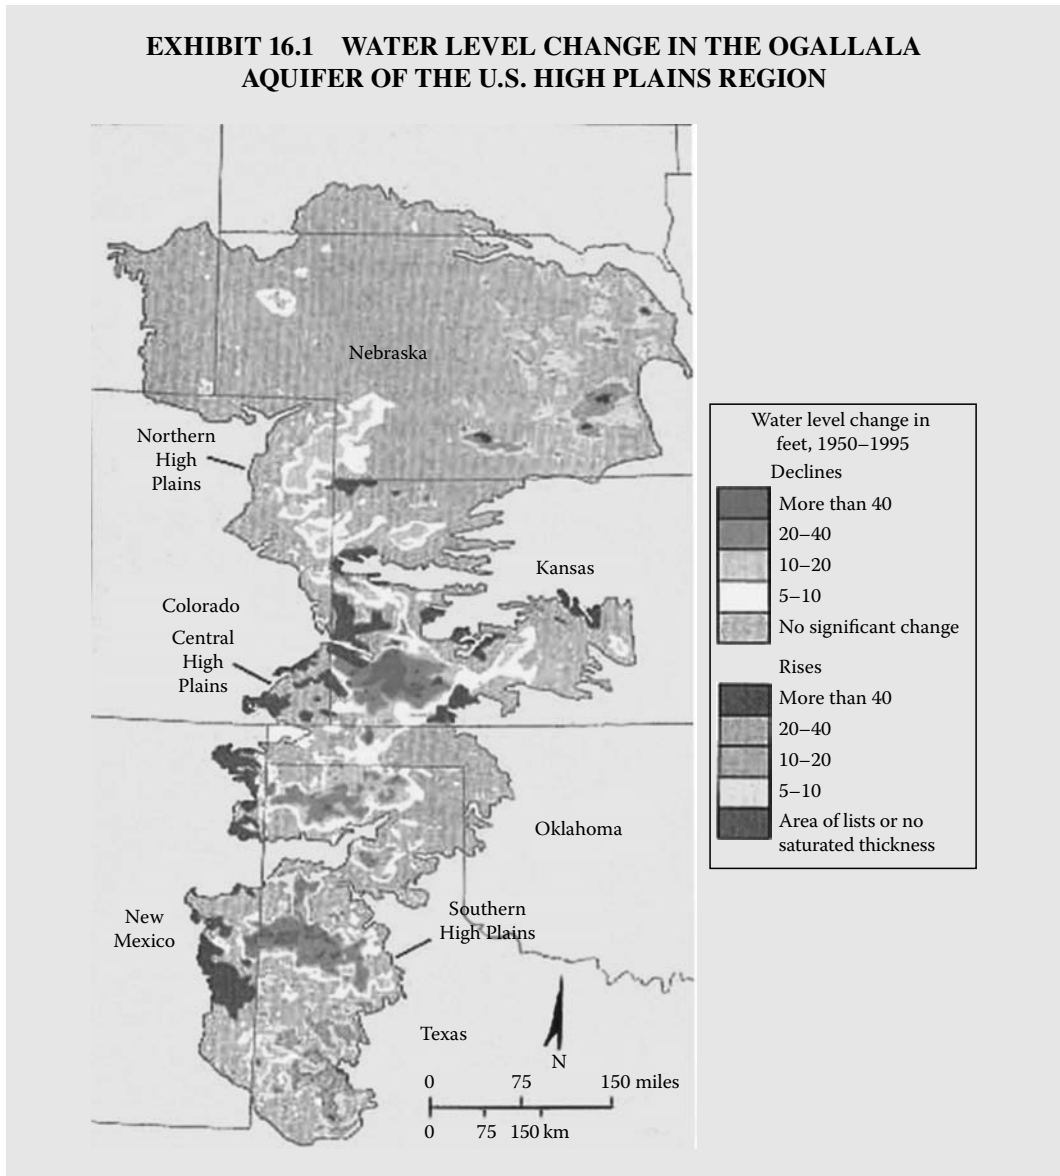 EXHIBIT 16.1 WATER LEVEL CHANGE IN THE OGALLALA
AQUIFER OF THE U.S. HIGH PLAINS REGION
Nebraska
Northern
High
Plains
Kansas
Colorado
Central
High
Plains
Oklahoma
New
Mexico
Southern
High Plains
Texas
N
0 75 150 miles
0 75 150 km
Water level change in
feet, 1950–1995
Declines
More than 40
20–40
10–20
5–10
No significant change
Rises
More than 40
20–40
10–20
5–10
Area of lists or no
saturated thickness